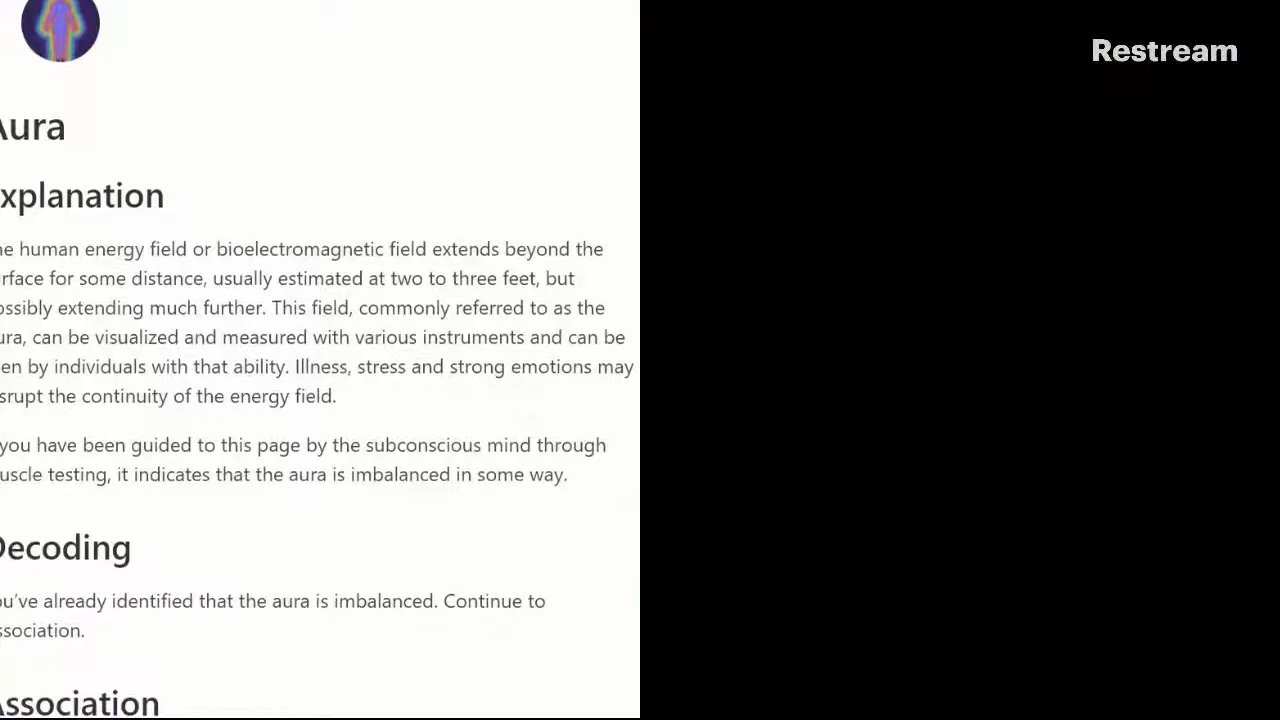 Restream
Aura
xplanation
e human energy field or bioelectromagnetic field extends beyond the
rface for some distance, usually estimated at two to three feet, but
ossibly extending much further. This field, commonly referred to as the
ura, can be visualized and measured with various instruments and can be
en by individuals with that ability. Illness, stress and strong emotions may
srupt the continuity of the energy field.
you have been guided to this page by the subconscious mind through
uscle testing, it indicates that the aura is imbalanced in some way.
Decoding
ou've already identified that the aura is imbalanced. Continue to
ssociation.
Association